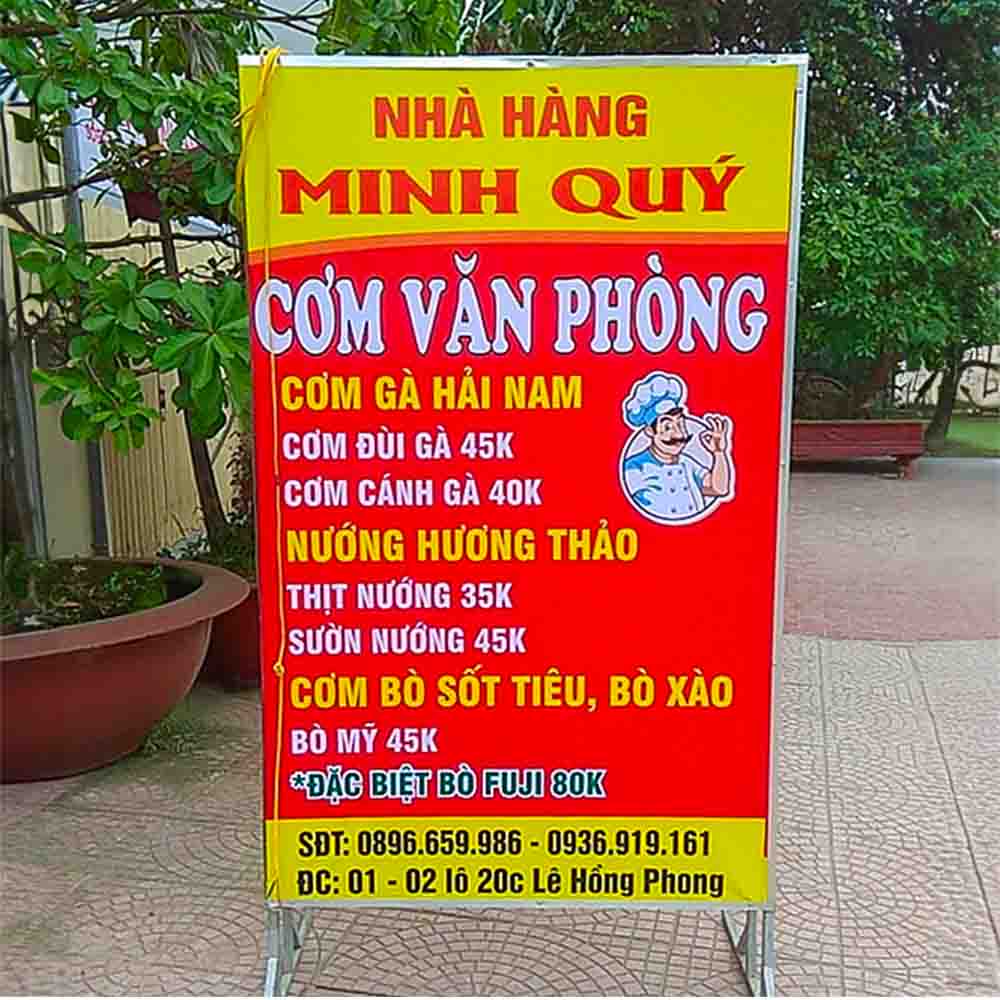 NHÀ HÀNG
MINH QUÝ
CƠM VĂN PHÒNG
CƠM GÀ HẢI NAM
CƠM ĐÙI GÀ 45K
CƠM CÁNH GÀ 40K
NƯỚNG HƯƠNG THẢO
THỊT NƯỚNG 35K
SƯỜN NƯỚNG 45K
CƠM BÒ SỐT TIÊU, BÒ XÀO
BÒ MỸ 45K
*ĐẶC BIỆT BÒ FUJI 80K
SĐT: 0896.659.986 - 0936.919.161
ĐC: 01 - 02 lô 20c Lê Hồng Phong